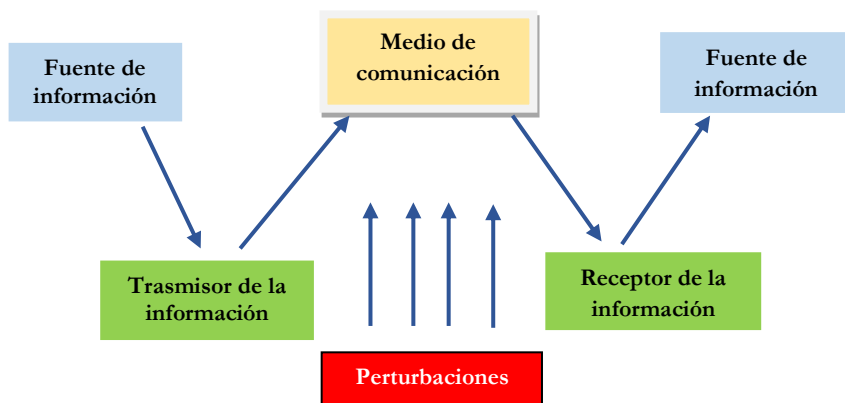 Fuente de
información
Medio de
comunicación
Fuente de
información
Trasmisor de la
información
Receptor de la
información
Perturbaciones